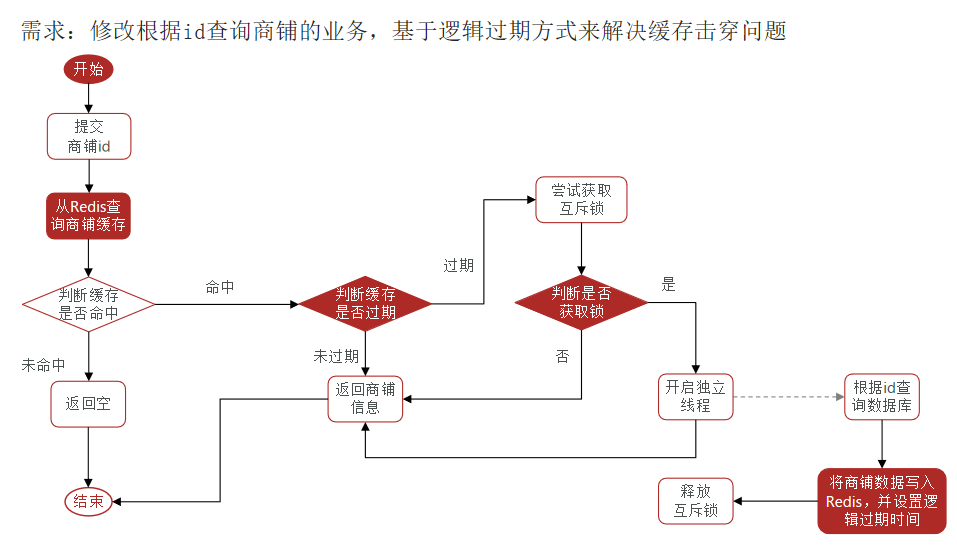 需求：修改根据id查询商铺的业务，基于逻辑过期方式来解决缓存击穿问题
开始
提交
商铺id
从Redis查
询商铺缓存
判断缓存
是否命中
命中
未命中
返回空
结束
判断缓存
是否过期
过期
未过期
返回商铺
信息
尝试获取
互斥锁
判断是否
获取锁
是
否
开启独立
线程
根据id查
询数据库
将商铺数据写入
Redis，并设置逻
辑过期时间
释放
互斥锁